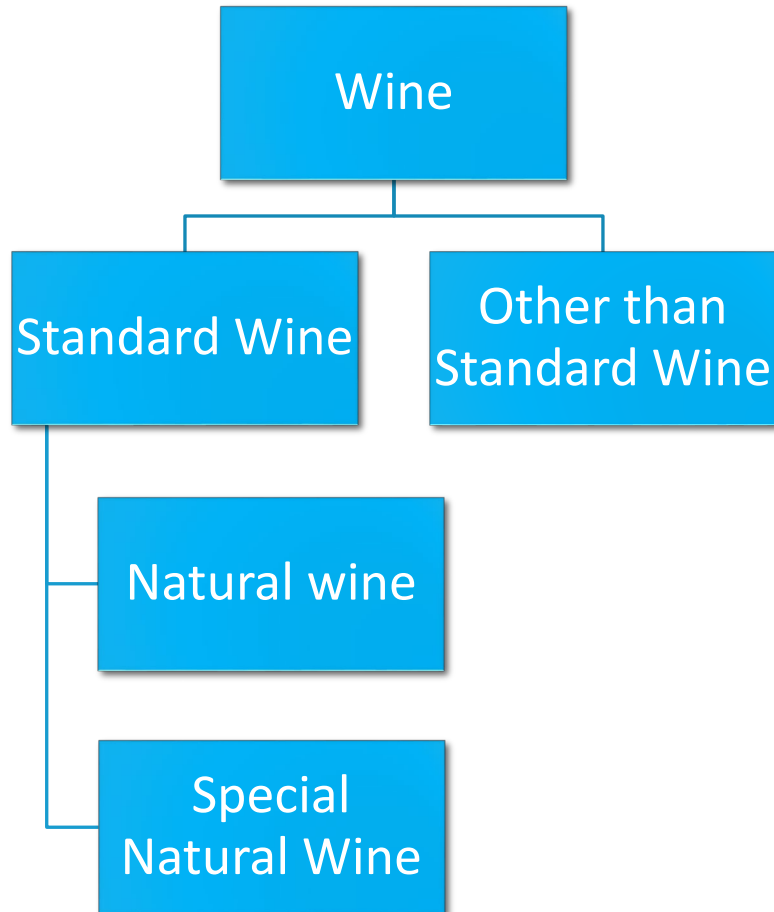 Wine
Standard Wine
Other than
Standard Wine
Natural wine
Special
Natural Wine